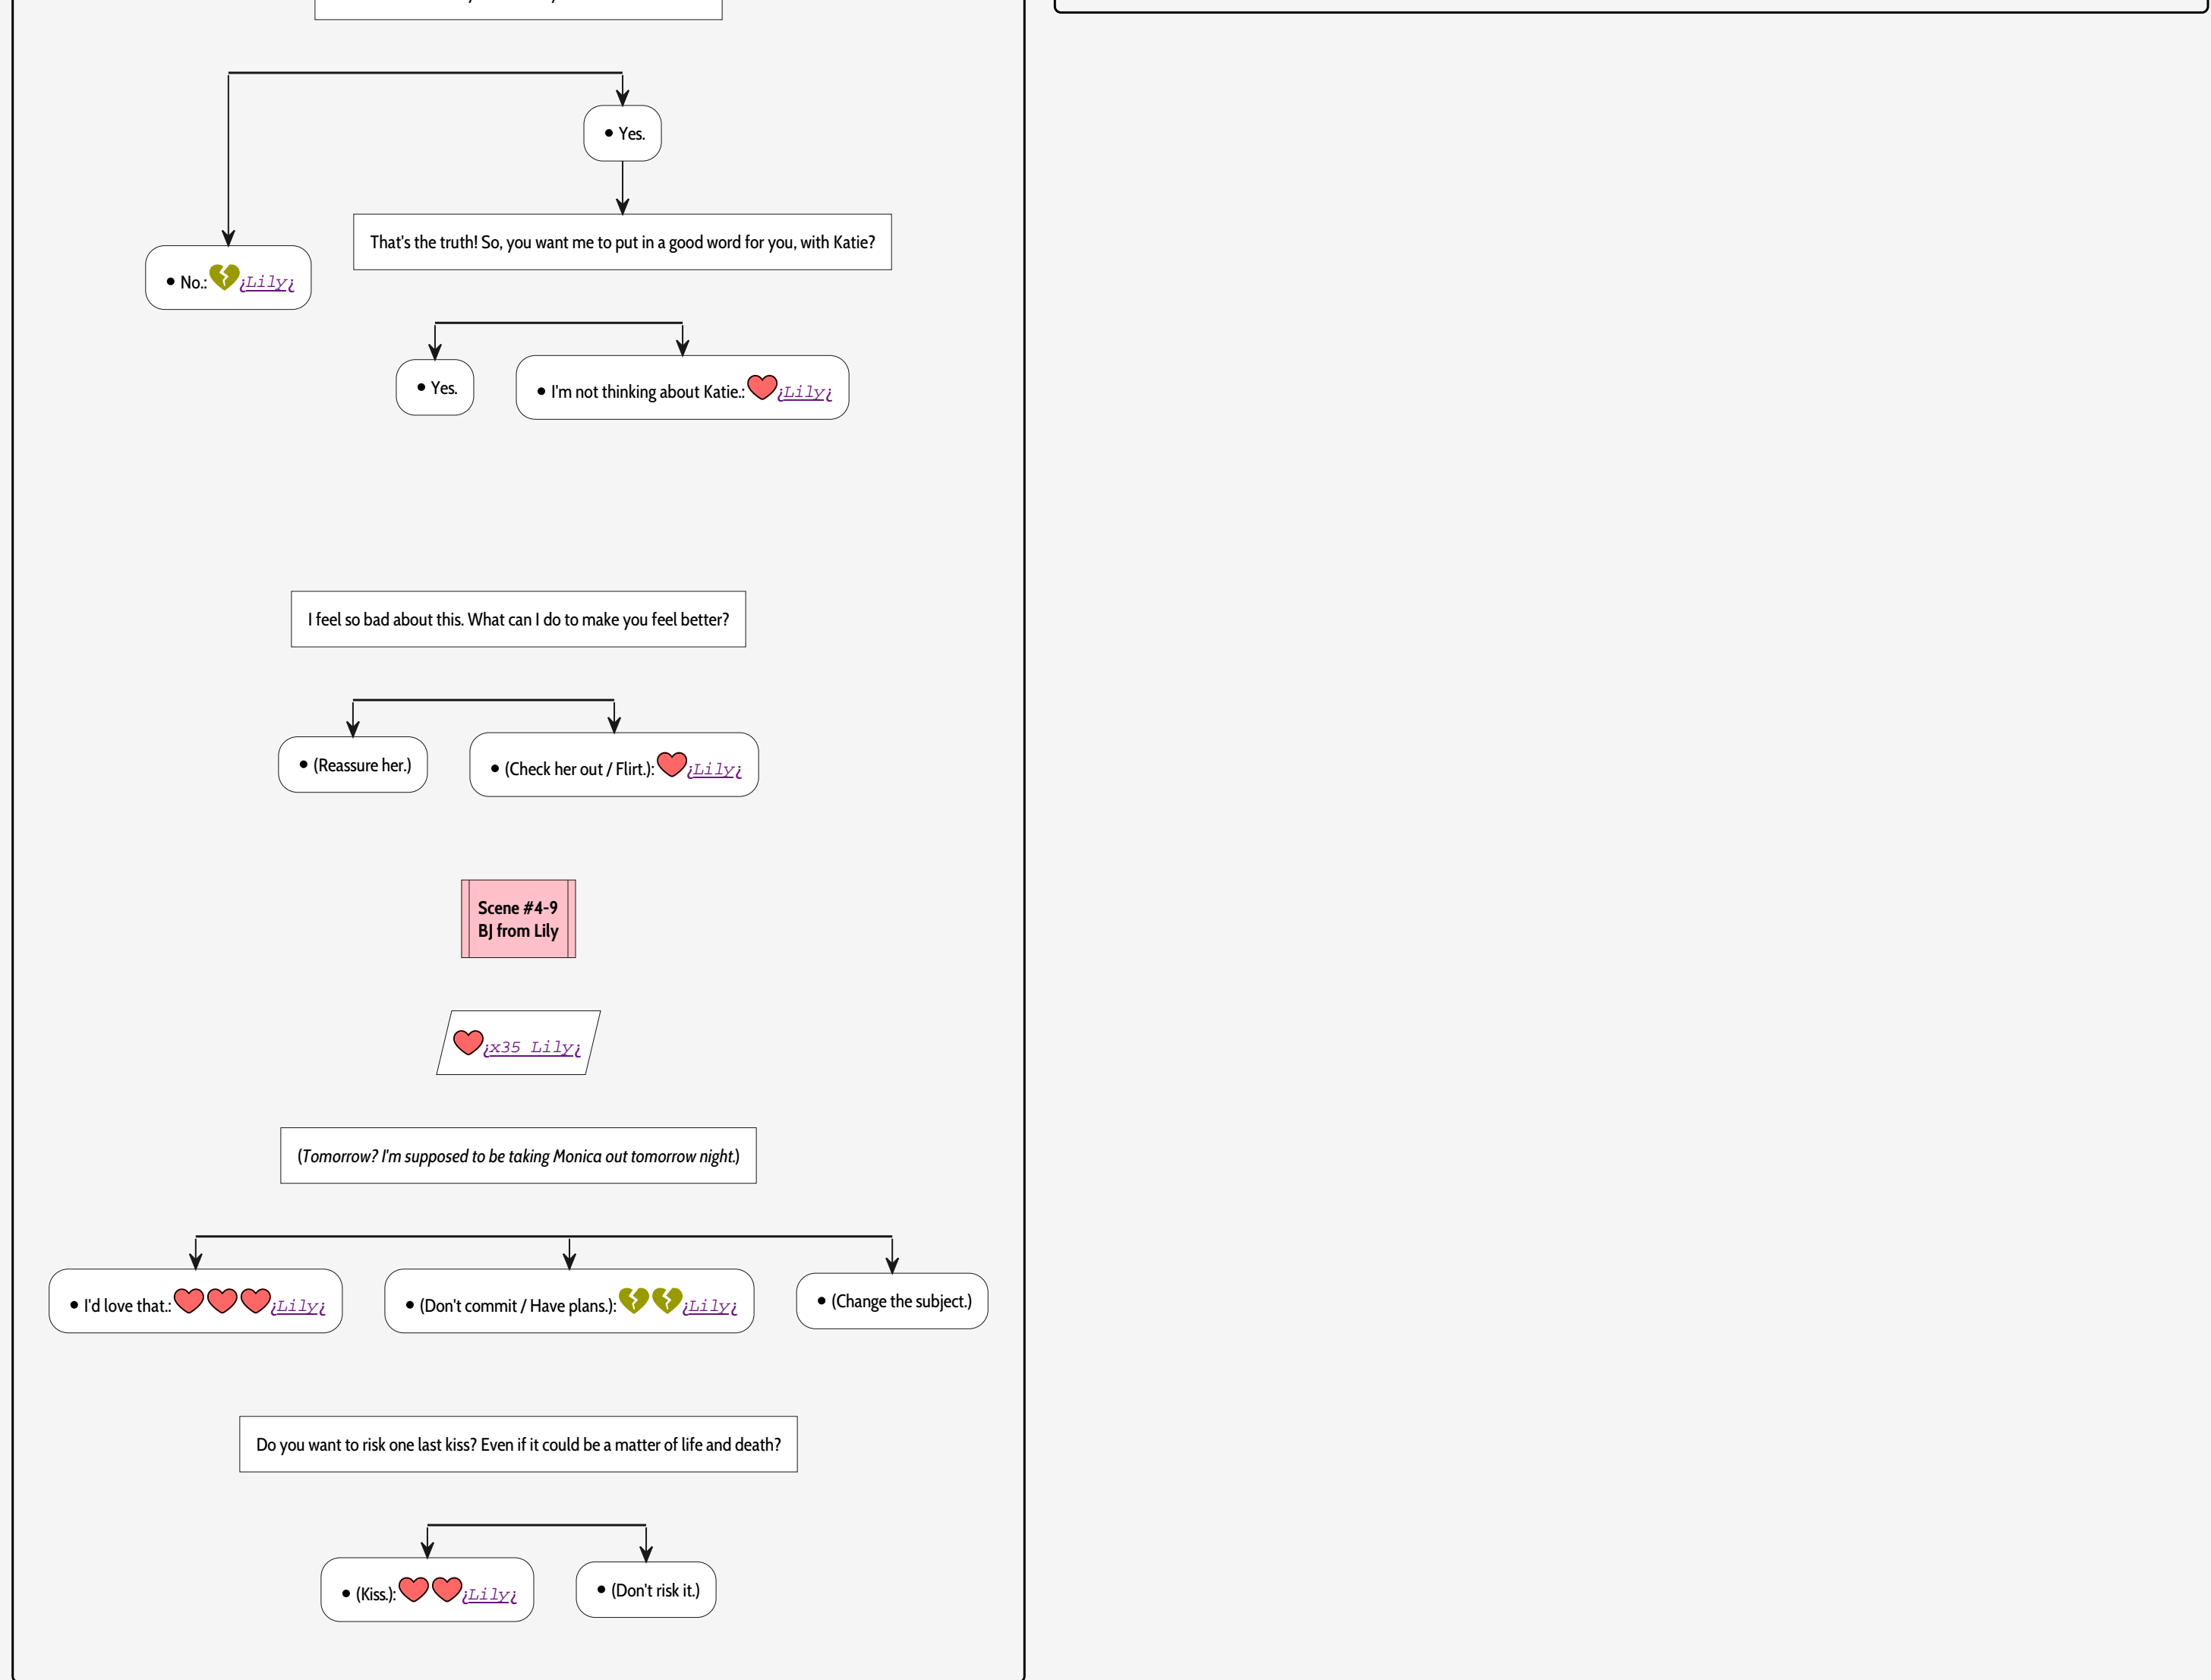 • Yes.
That's the truth! So, you want me to put in a good word for you, with Katie?
• No.: ¿Lily¿
• Yes.
• I'm not thinking about Katie.: ¿Lily¿
I feel so bad about this. What can I do to make you feel better?
• (Reassure her.)
• (Check her out / Flirt.): ¿Lily¿
Scene #4-9
BJ from Lily
¿x35 Lily¿
(Tomorrow? I'm supposed to be taking Monica out tomorrow night.)
• I'd love that.: ¿Lily¿
• (Don't commit / Have plans.): ¿Lily¿
• (Change the subject.)
Do you want to risk one last kiss? Even if it could be a matter of life and death?
• (Kiss.): ¿Lily¿
• (Don't risk it.)